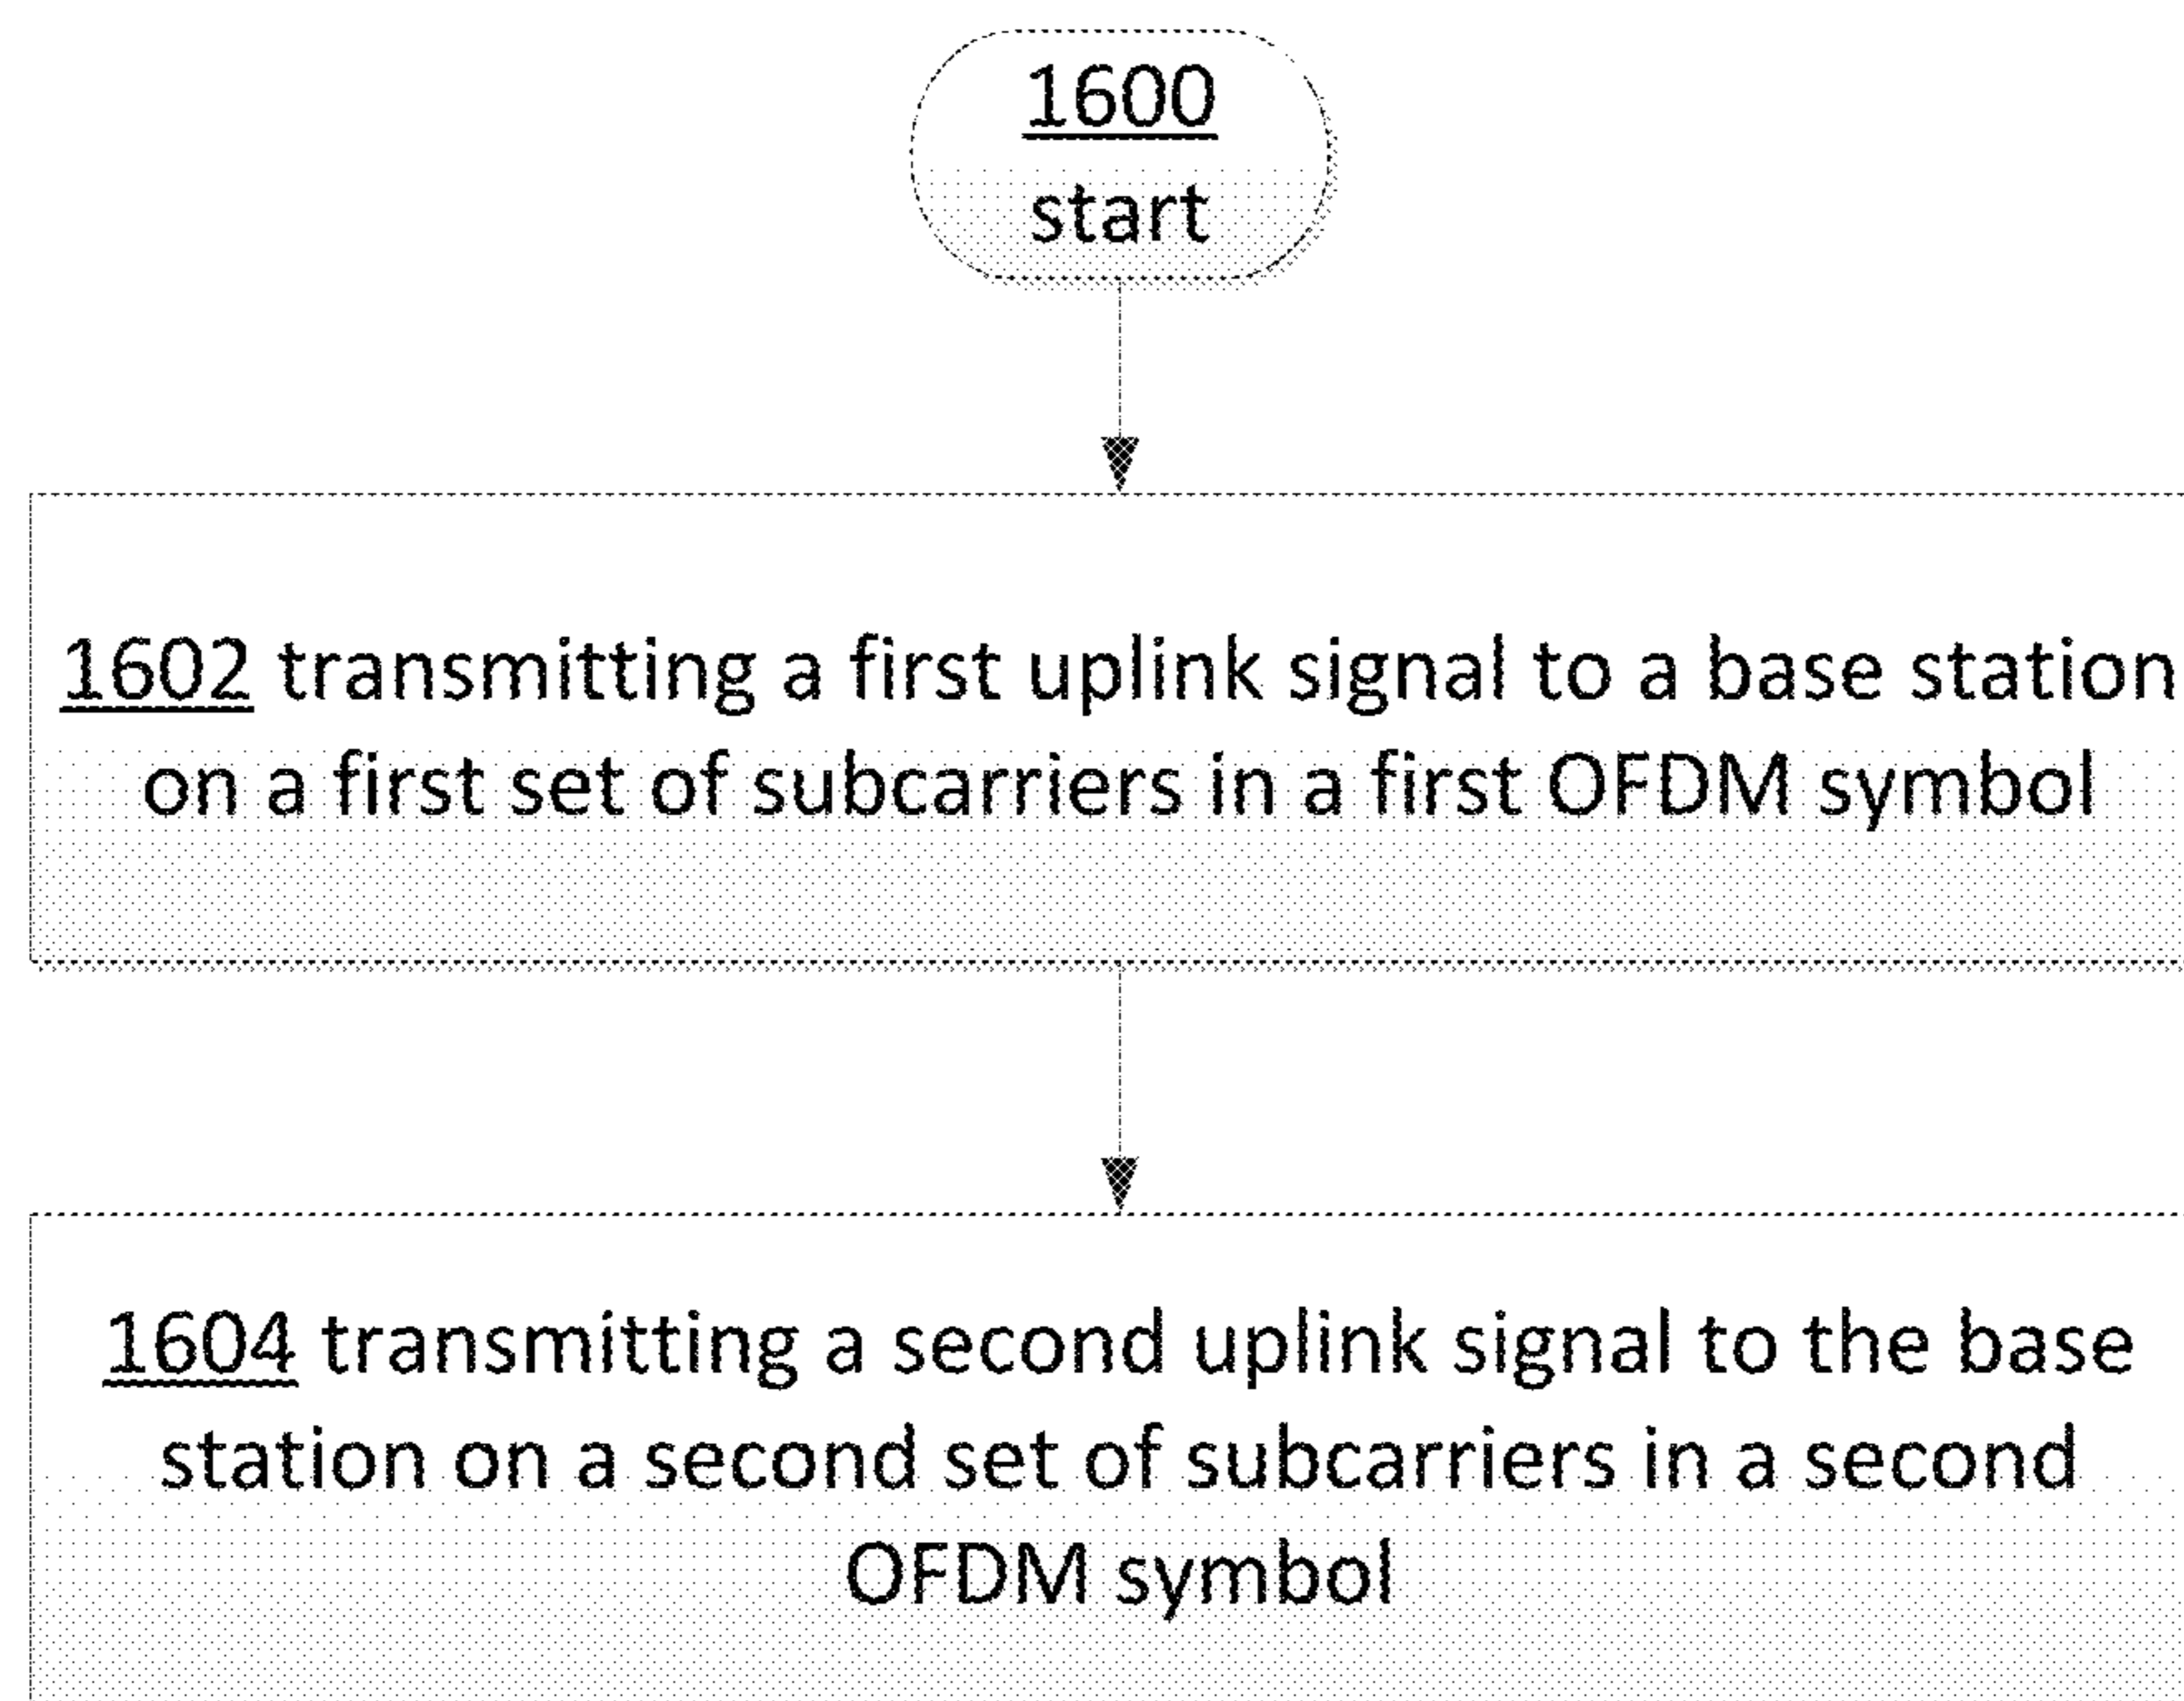 1600
start
1602 transmitting a first uplink signal to a base station
on a first set of subcarriers in a first OFDM symbol
1604 transmitting a second uplink signal to the base
station on a second set of subcarriers in a second
OFDM symbol